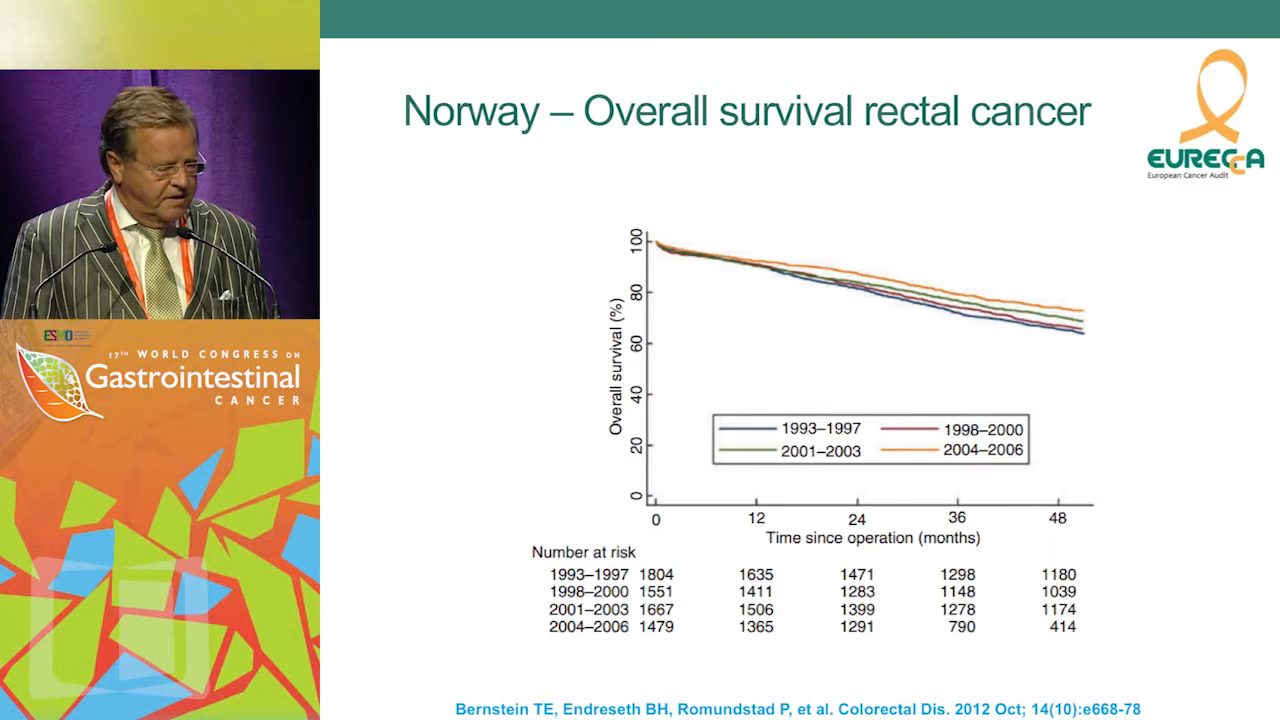 Norway – Overall survival rectal cancer
EURECCA
European Cancer Audit
ESMO
17TH WORLD CONGRESS ON
Gastrointestinal
CANCER
Overall survival (%)
100
80
60
40
20
0
1993–1997 1998–2000
2001–2003 2004–2006
0 12 24 36 48
Time since operation (months)
Number at risk
1993–1997 1804 1635 1471 1298 1180
1998–2000 1551 1411 1283 1148 1039
2001–2003 1667 1506 1399 1278 1174
2004–2006 1479 1365 1291 790 414
Bernstein TE, Endreseth BH, Romundstad P, et al. Colorectal Dis. 2012 Oct; 14(10):e668-78